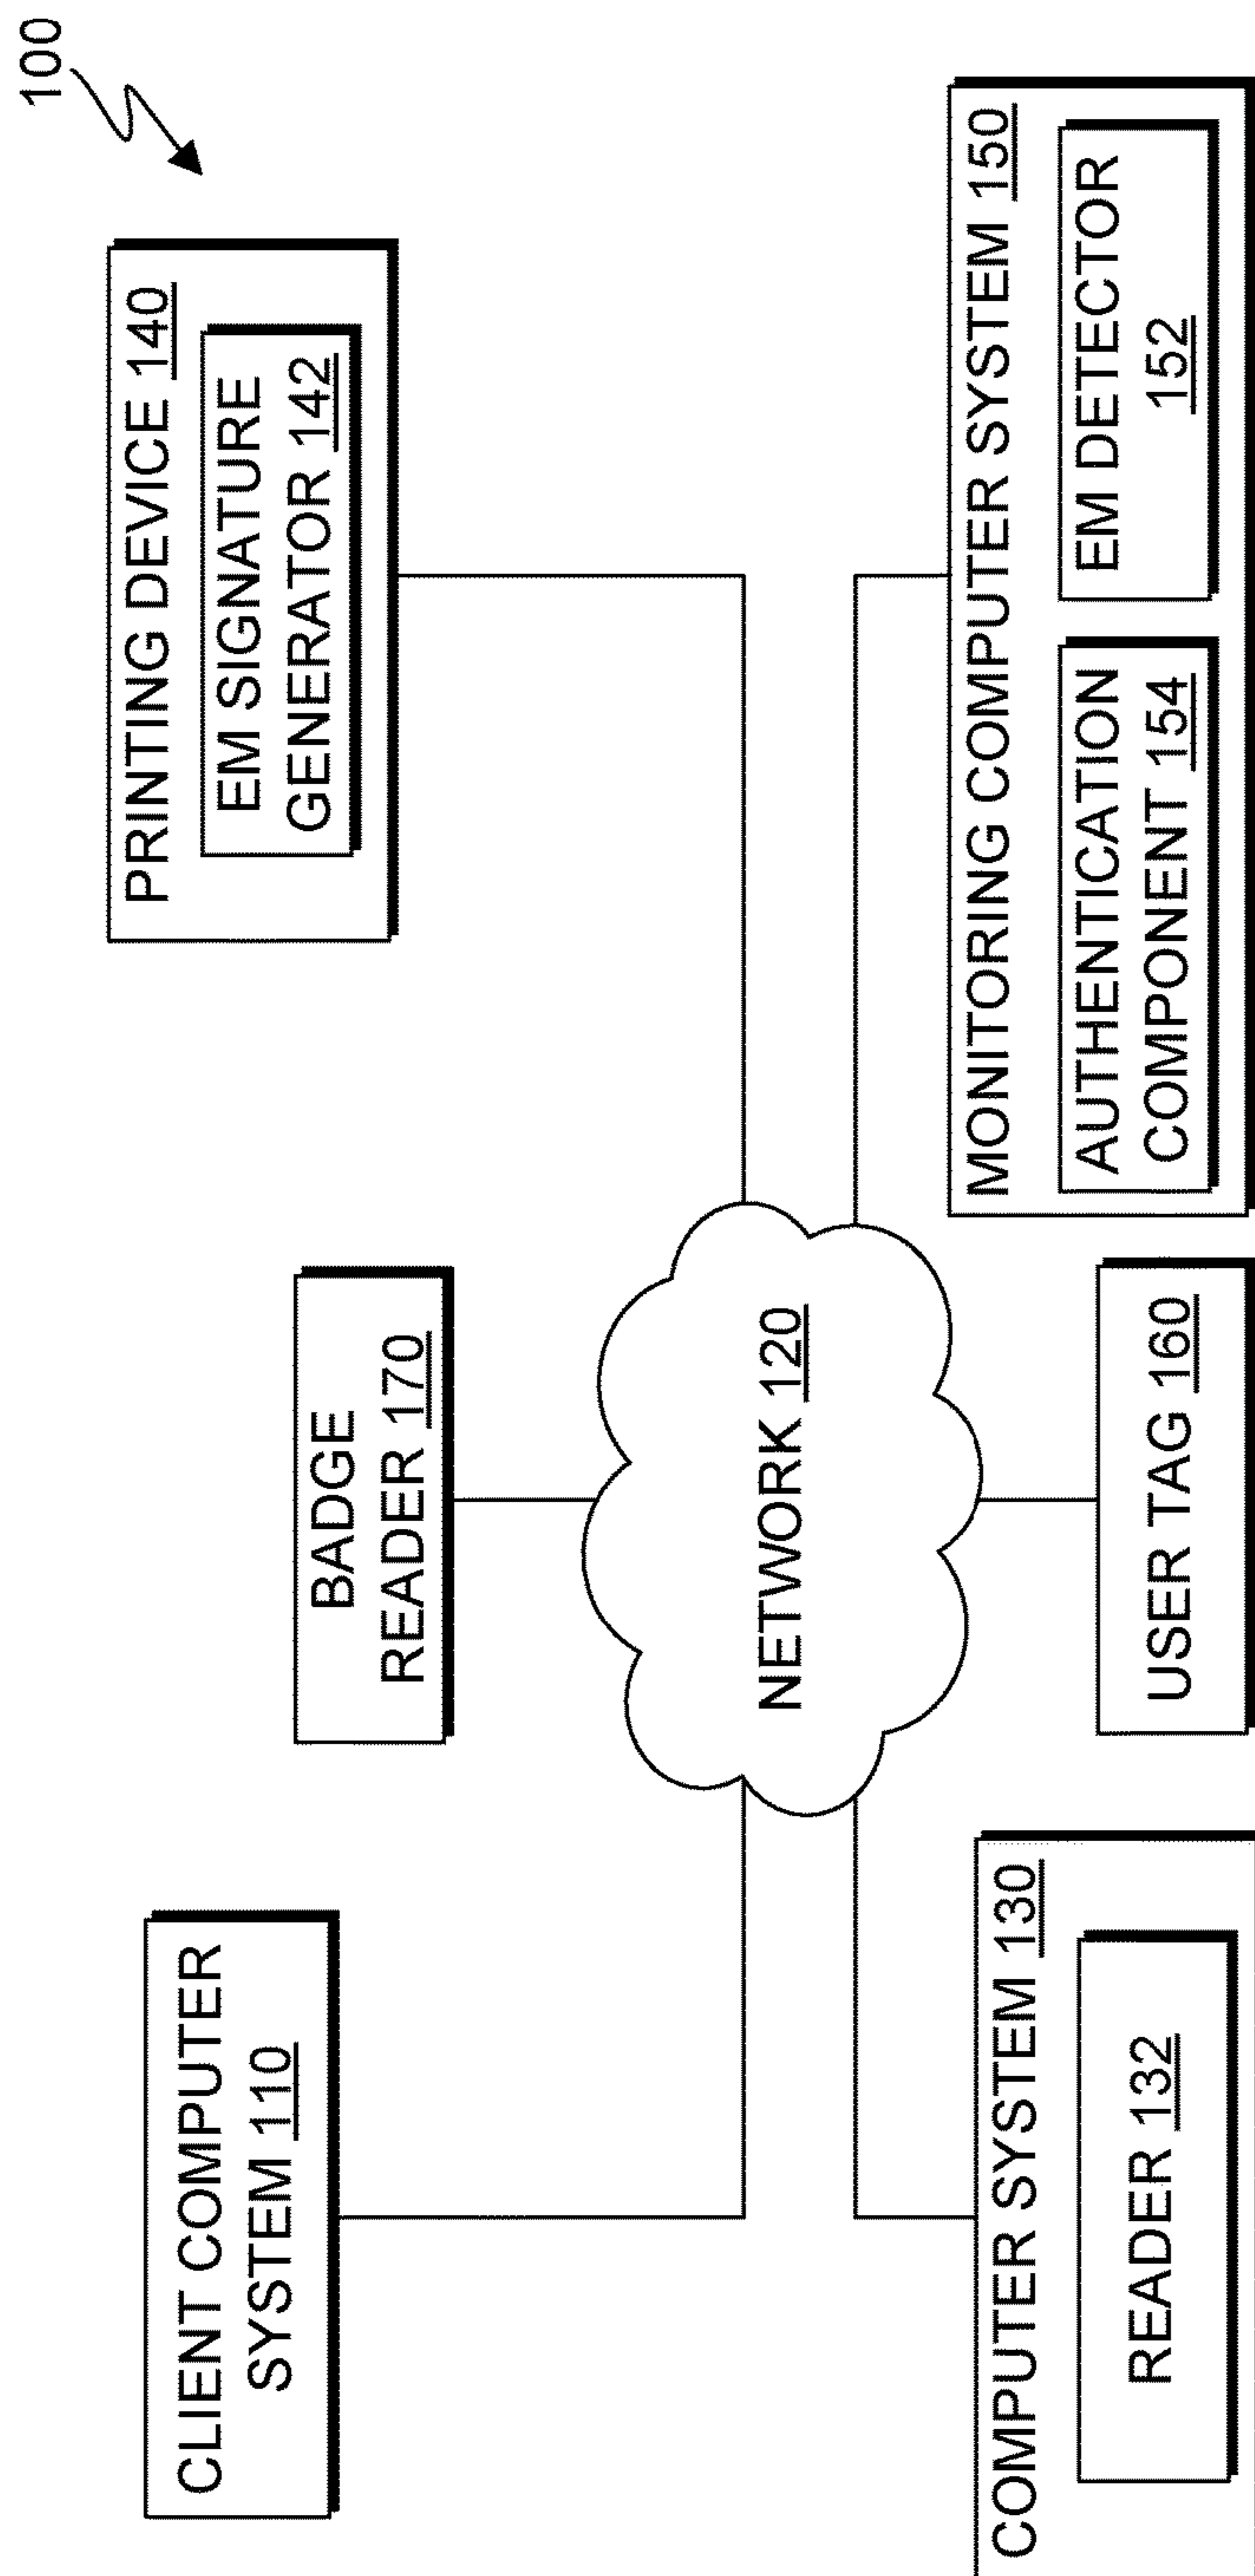 100
CLIENT COMPUTER
SYSTEM 110
BADGE
READER 170
PRINTING DEVICE 140
EM SIGNATURE
GENERATOR 142
NETWORK 120
COMPUTER SYSTEM 130
READER 132
USER TAG 160
MONITORING COMPUTER SYSTEM 150
AUTHENTICATION
COMPONENT 154
EM DETECTOR
152